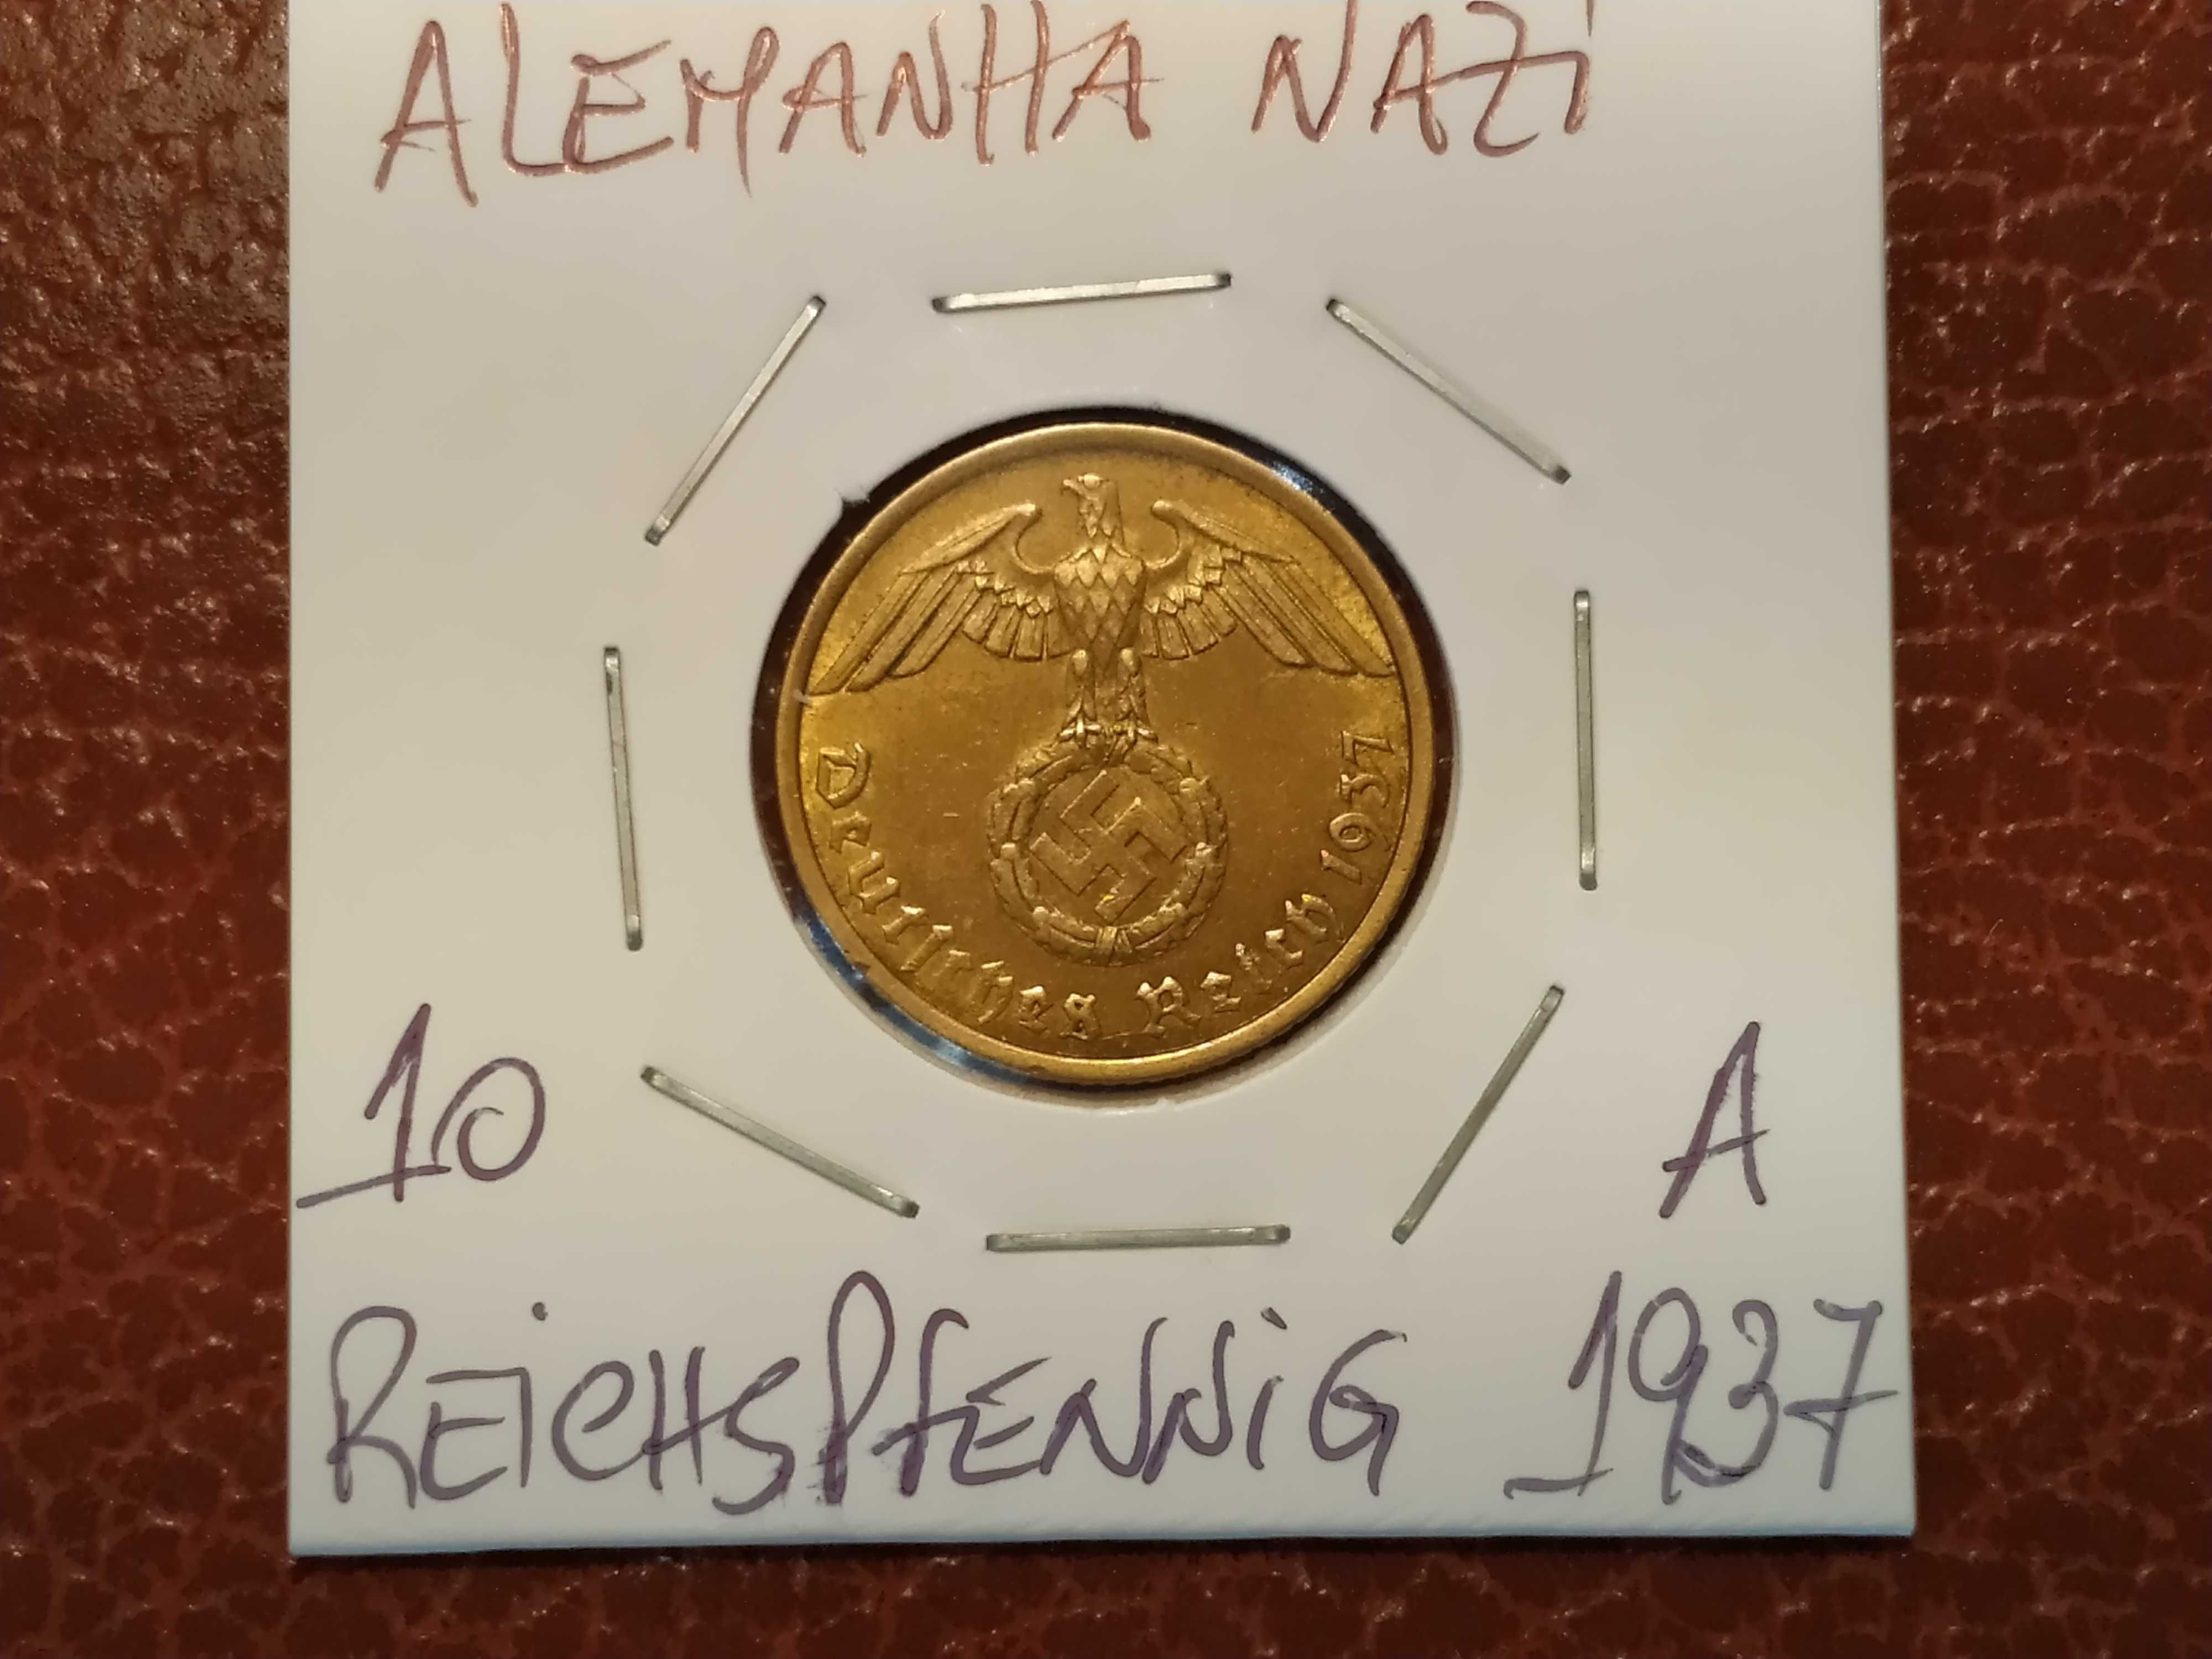 ALEMANHA NAZi
Deutsches Reich 1937
10
A
REiCHSPfENNiG 1937